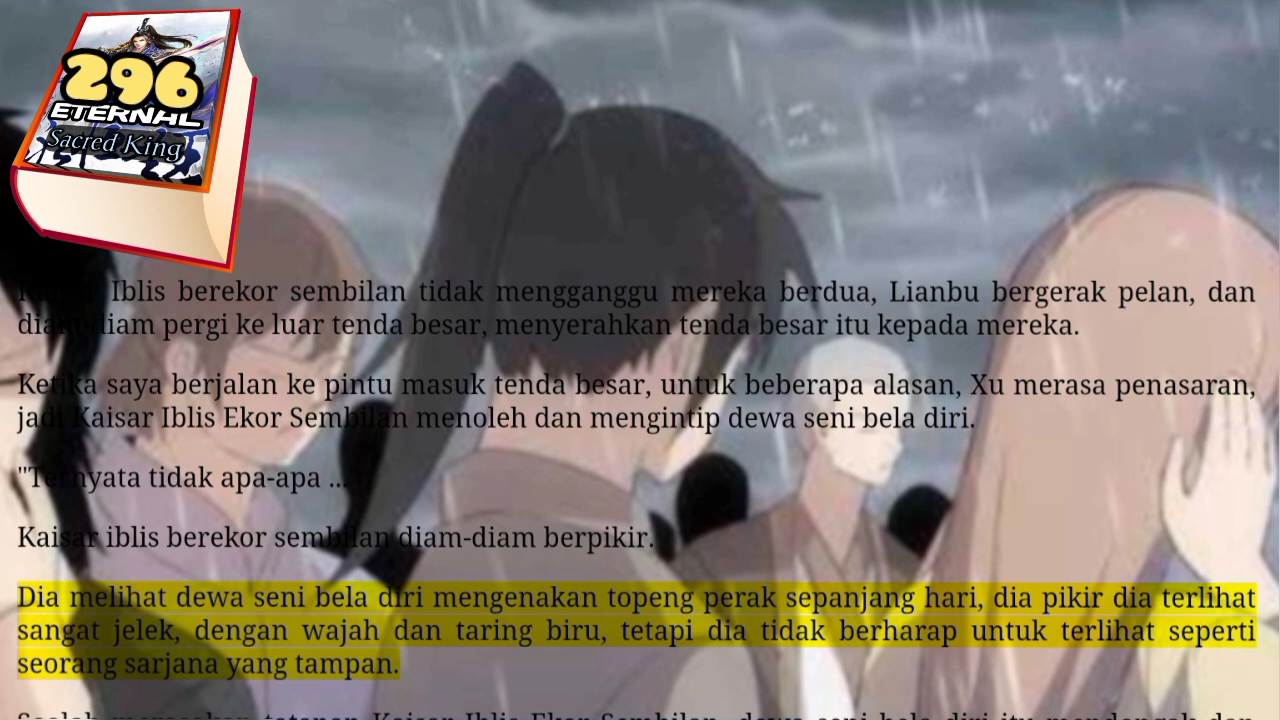 296
ETERNAL
Sacred King
Iblis berekor sembilan tidak mengganggu mereka berdua, Lianbu bergerak pelan, dan
diam-diam pergi ke luar tenda besar, menyerahkan tenda besar itu kepada mereka.
Ketika saya berjalan ke pintu masuk tenda besar, untuk beberapa alasan, Xu merasa penasaran,
jadi Kaisar Iblis Ekor Sembilan menoleh dan mengintip dewa seni bela diri.
"Ternyata tidak apa-apa ..."
Kaisar iblis berekor sembilan diam-diam berpikir.
Dia melihat dewa seni bela diri mengenakan topeng perak sepanjang hari, dia pikir dia terlihat
sangat jelek, dengan wajah dan taring biru, tetapi dia tidak berharap untuk terlihat seperti
seorang sarjana yang tampan.